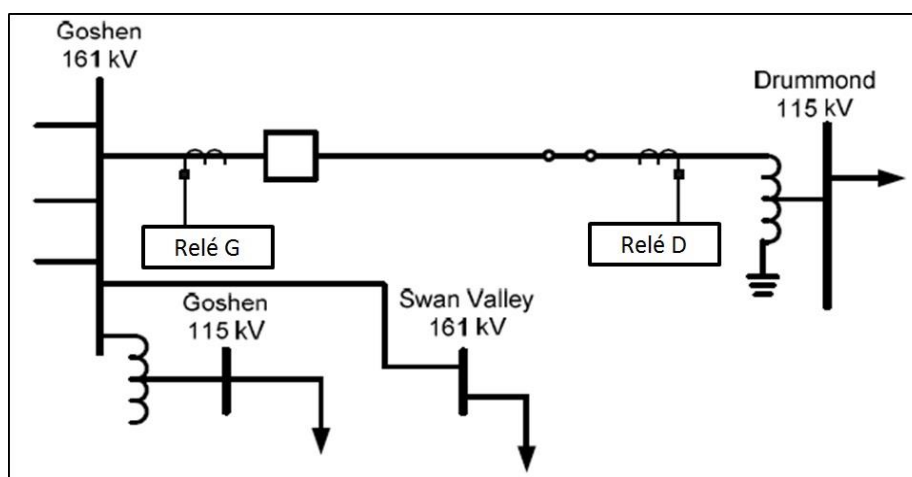 Goshen
161 kV
Drummond
115 kV
Relé G
Relé D
Goshen
115 kV
Swan Valley
161 kV